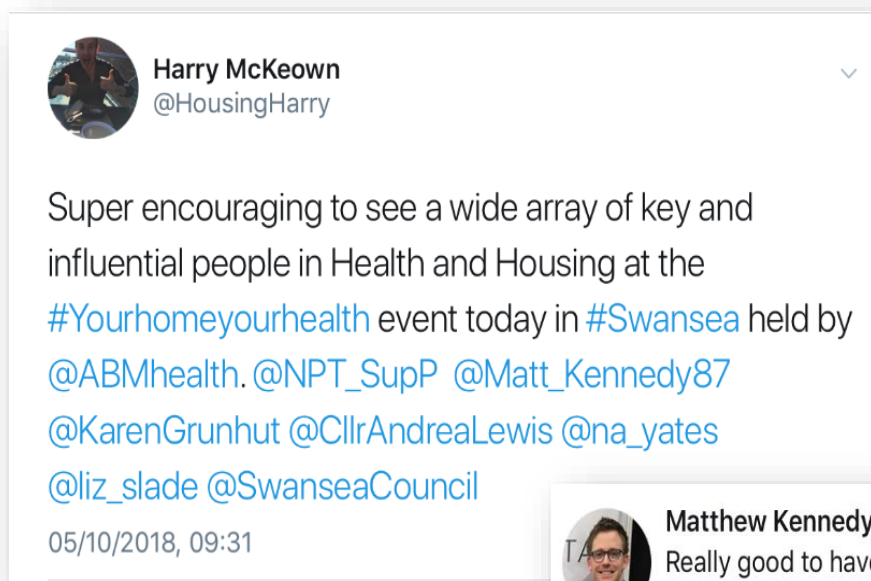 Harry McKeown
@HousingHarry
Super encouraging to see a wide array of key and
influential people in Health and Housing at the
#Yourhomeyourhealth event today in #Swansea held by
@ABMhealth. @NPT_SupP @Matt_Kennedy87
@KarenGrunhut @CllrAndreaLewis @na_yates
@liz_slade @SwanseaCouncil
05/10/2018, 09:31
Matthew Kennedy
Really good to have
TA